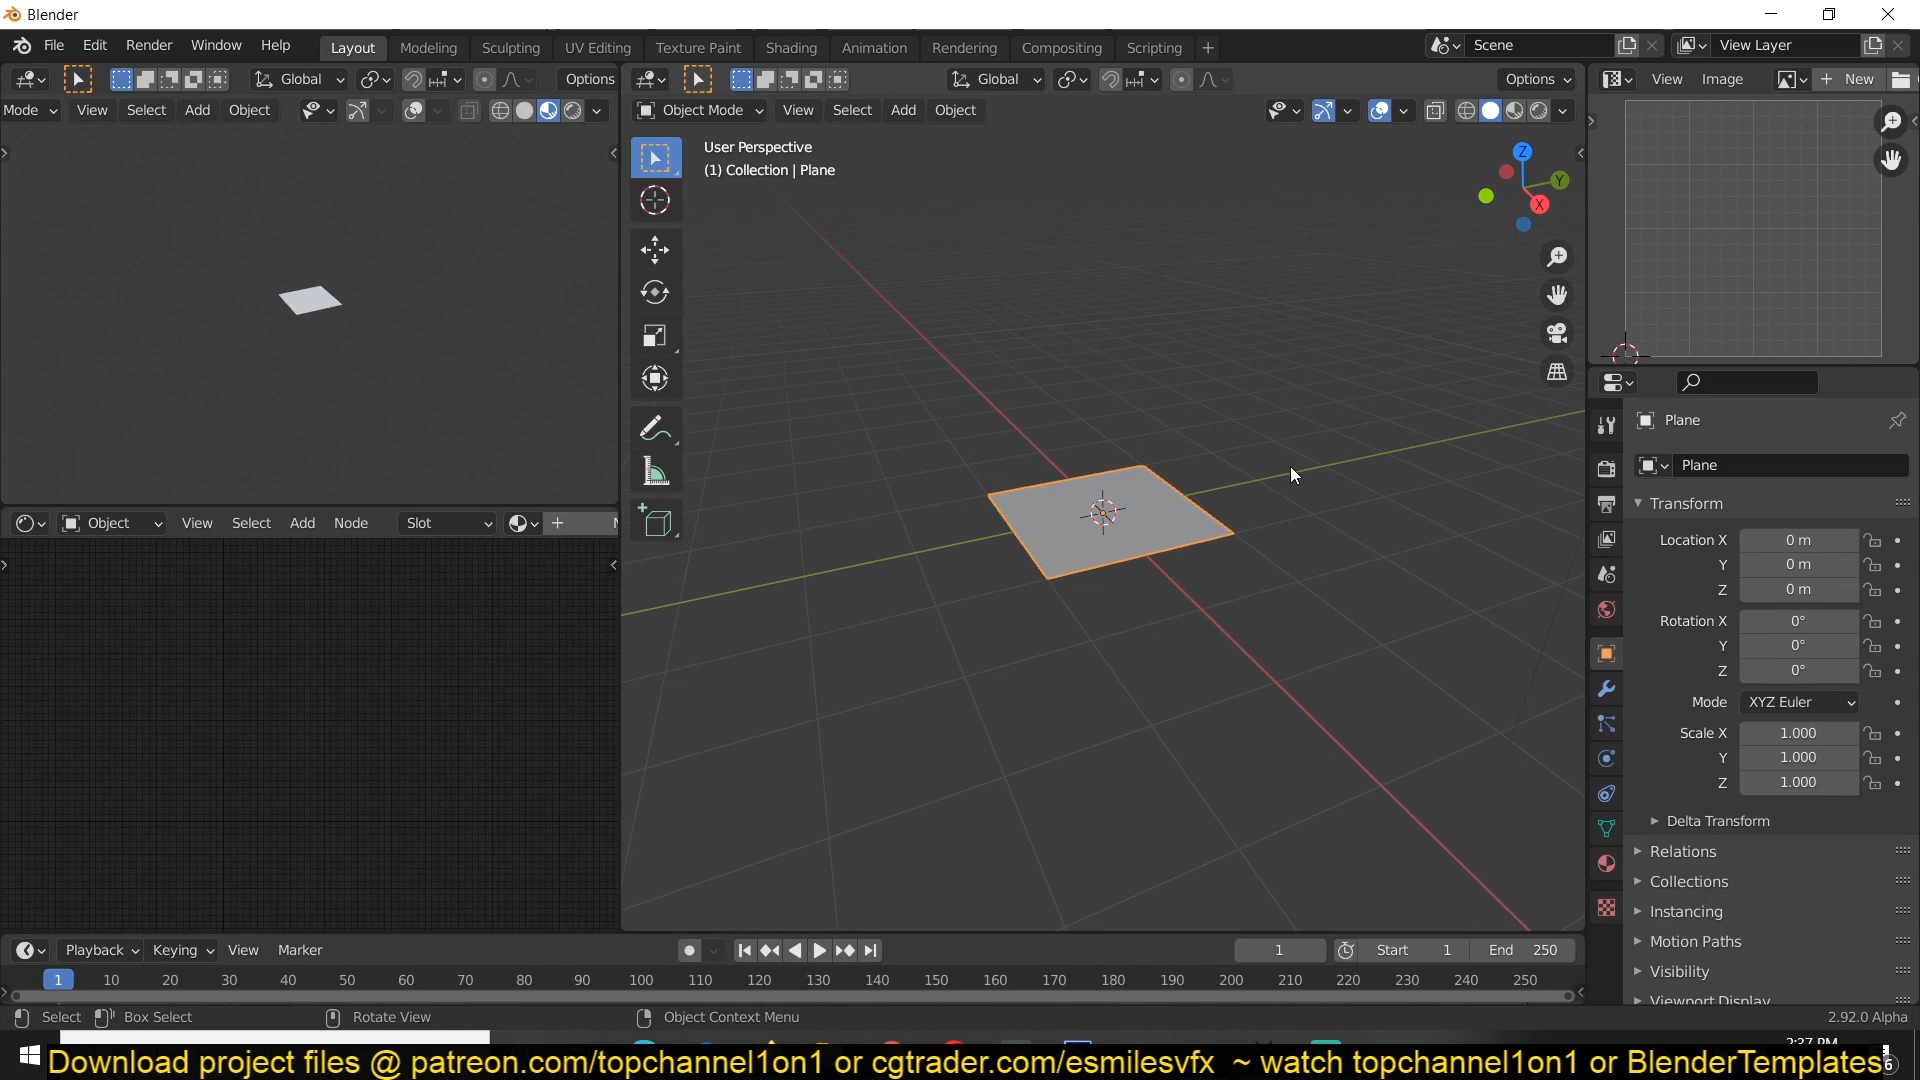 Blender
File Edit Render Window Help Layout Modeling Sculpting UV Editing Texture Paint Shading Animation Rendering Compositing Scripting + Scene View Layer
Global Options Global Options View Image New
Mode View Select Add Object Object Mode View Select Add Object
User Perspective
(1) Collection | Plane
Z
Y
X
Plane
Plane
Transform
Object View Select Add Node Slot
Location X 0 m
Y 0 m
Z 0 m
Rotation X 0°
Y 0°
Z 0°
Mode XYZ Euler
Scale X 1.000
Y 1.000
Z 1.000
Delta Transform
Relations
Collections
Instancing
Motion Paths
Visibility
Viewport Display
Playback Keying View Marker 1 Start 1 End 250
1 10 20 30 40 50 60 70 80 90 100 110 120 130 140 150 160 170 180 190 200 210 220 230 240 250
Select Box Select Rotate View Object Context Menu 2.92.0 Alpha
2:37 PM
Download project files @ patreon.com/topchannel1on1 or cgtrader.com/esmilesvfx ~ watch topchannel1on1 or BlenderTemplates
6